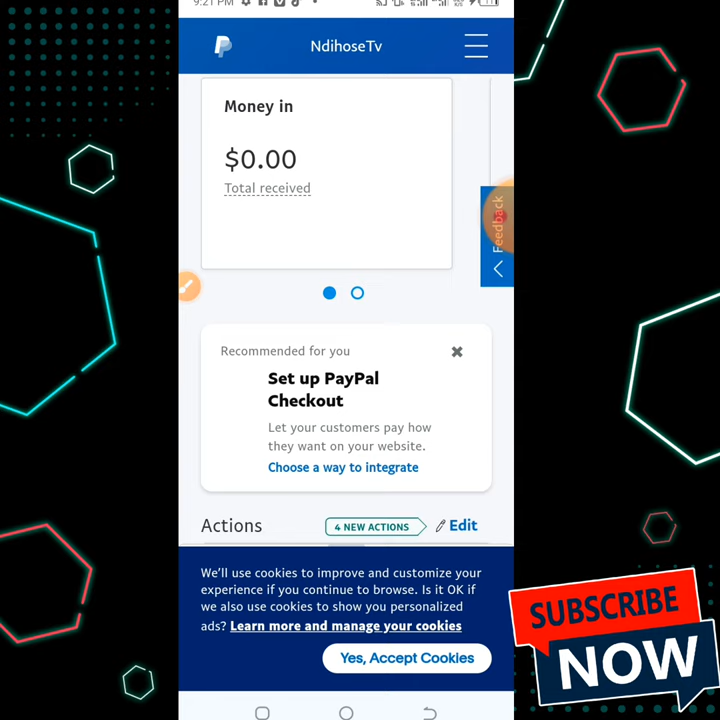 9:21 PM
NdihoseTv
Money in
$0.00
Total received
Feedback
Recommended for you
Set up PayPal
Checkout
Let your customers pay how
they want on your website.
Choose a way to integrate
Actions
4 NEW ACTIONS
Edit
We'll use cookies to improve and customize your
experience if you continue to browse. Is it OK if
we also use cookies to show you personalized
ads? Learn more and manage your cookies
Yes, Accept Cookies
SUBSCRIBE
NOW